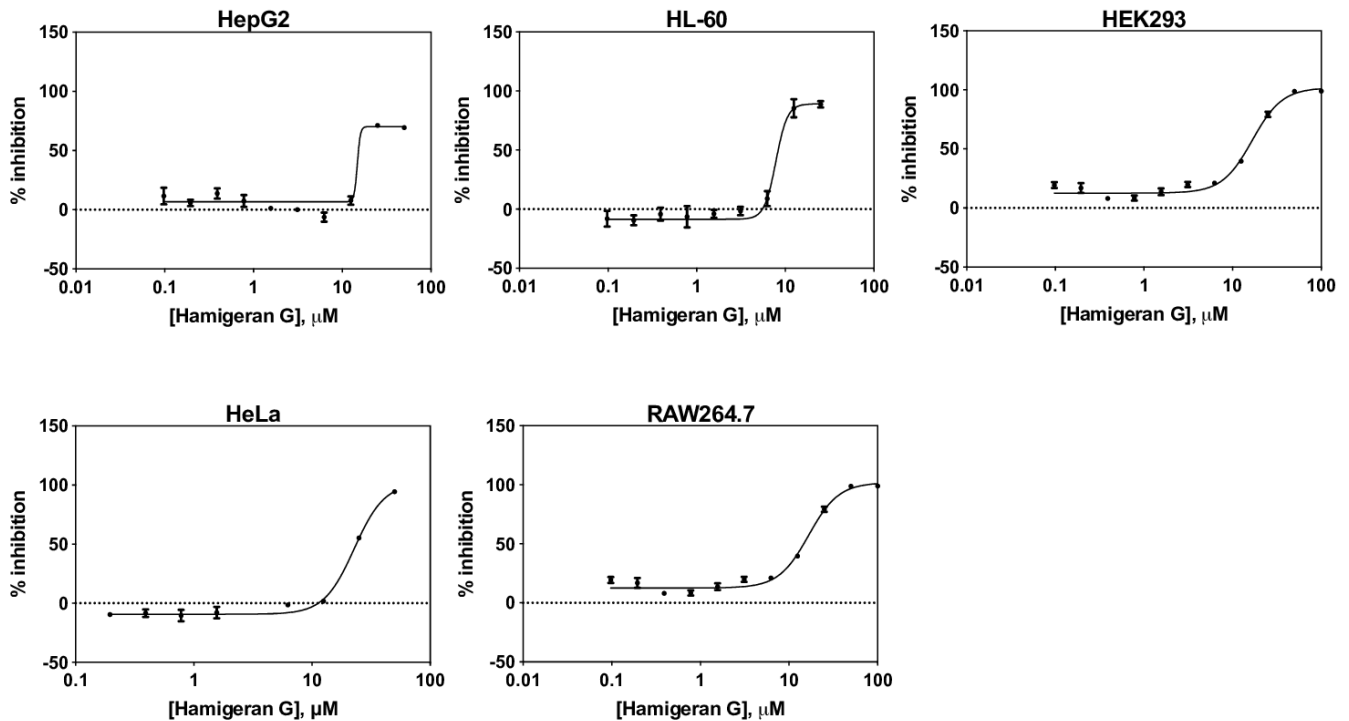 HepG2
150
100
50
0
-50
% inhibition
0.01 0.1 1 10 100
[Hamigeran G], μM
HL-60
150
100
50
0
-50
% inhibition
0.01 0.1 1 10 100
[Hamigeran G], μM
HEK293
150
100
50
0
-50
% inhibition
0.01 0.1 1 10 100
[Hamigeran G], μM
HeLa
150
100
50
0
-50
% inhibition
0.1 1 10 100
[Hamigeran G], µM
RAW264.7
150
100
50
0
-50
% inhibition
0.01 0.1 1 10 100
[Hamigeran G], μM